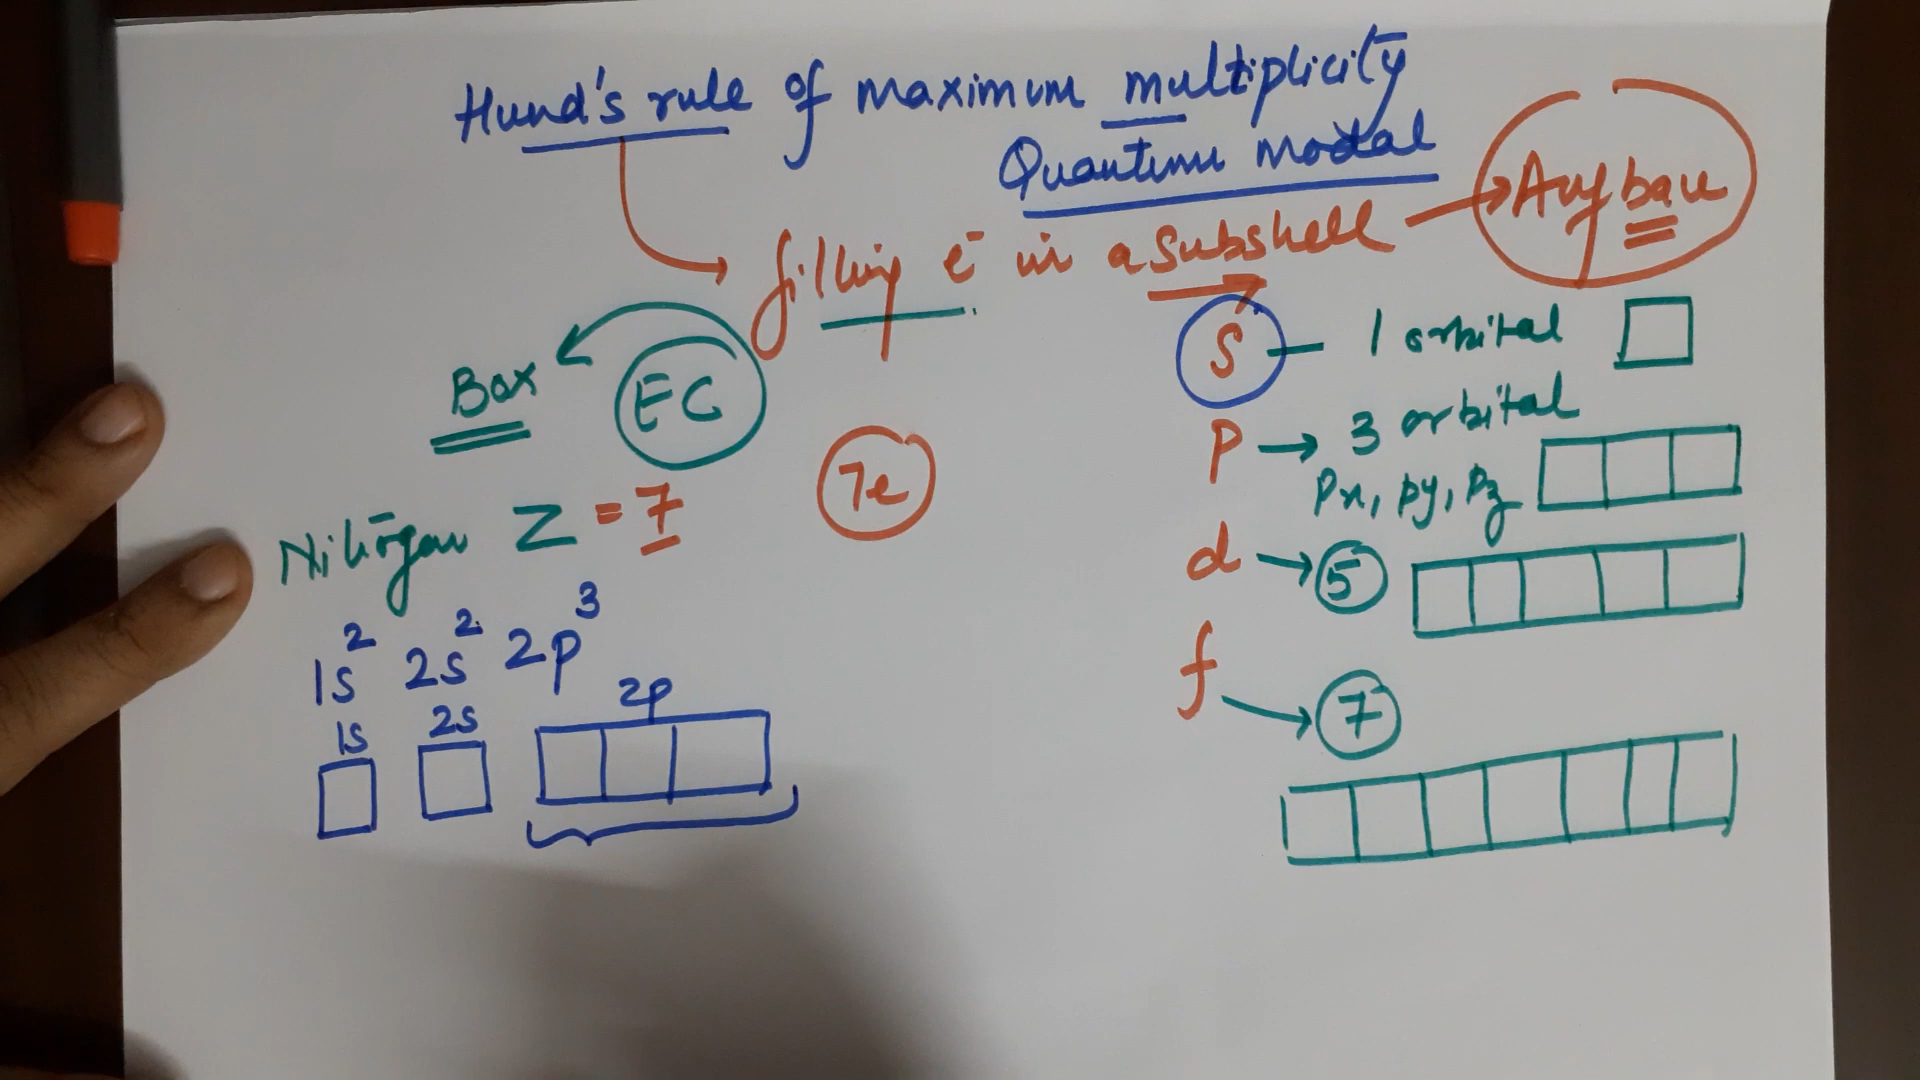 Hund's rule of maximum multiplicity
Quantum modal
filling e⁻ in a subshell → Aufbau
Box
EC
S – 1 orbital
7e
p → 3 orbital
Px, py, Pz
Nitrogen Z = 7
d → 5
1s² 2s² 2p³
f → 7
1s 2s 2p